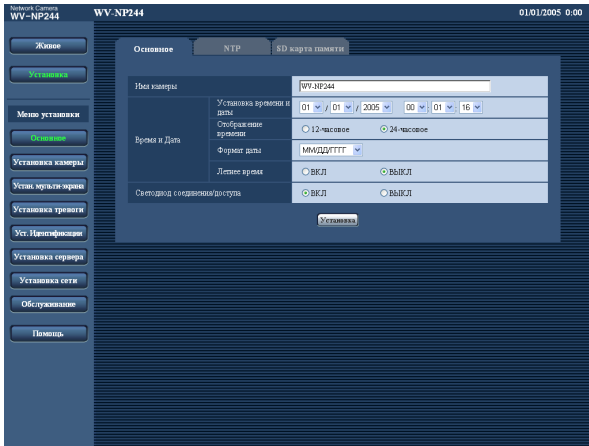 Network Camera
WV-NP244
WV-NP244
01/01/2005 0:00
Живое
Установка
Меню установки
Основное
Установка камеры
Устан. мульти-экрана
Установка тревоги
Уст. Идентификации
Установка сервера
Установка сети
Обслуживание
Помощь
Основное NTP SD карта памяти
Имя камеры WV-NP244
Время и Дата
Установка времени и даты 01 / 01 / 2005 00 : 01 : 16
Отображение времени 12-часовое 24-часовое
Формат даты ММ/ДД/ГГГГ
Летнее время ВКЛ ВЫКЛ
Светодиод соединения/доступа ВКЛ ВЫКЛ
Установка